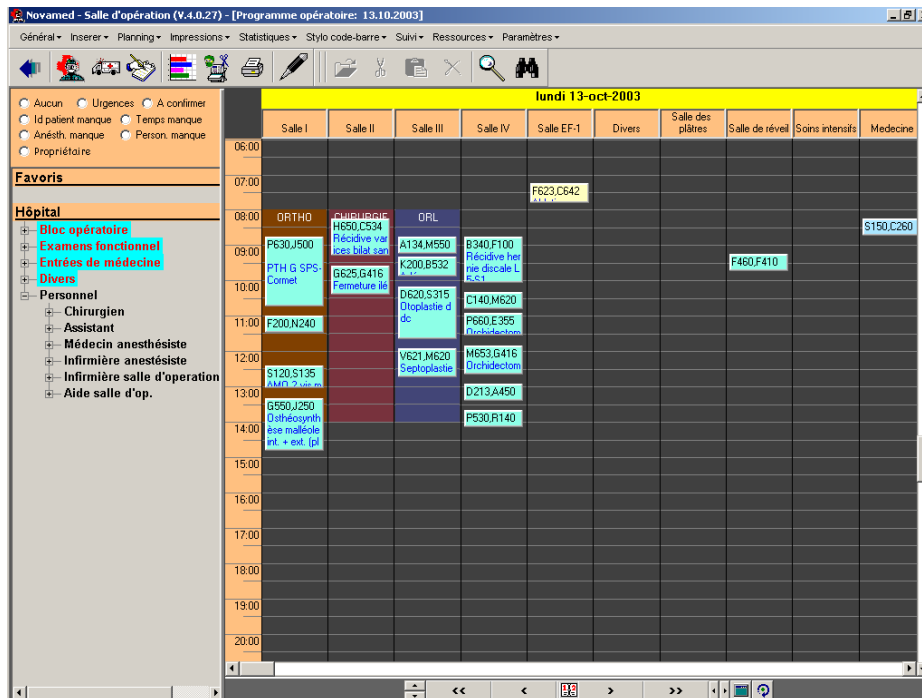 Novamed - Salle d'opération (V.4.0.27) - [Programme opératoire: 13.10.2003]
Général Inserer Planning Impressions Statistiques Stylo code-barre Suivi Ressources Paramètres
Aucun Urgences A confirmer
Id patient manque Temps manque
Anésth. manque Person. manque
Propriétaire
Favoris
Hôpital
Bloc opératoire
Examens fonctionnel
Entrées de médecine
Divers
Personnel
Chirurgien
Assistant
Médecin anesthésiste
Infirmière anestésiste
Infirmière salle d'operation
Aide salle d'op.
lundi 13-oct-2003
Salle I Salle II Salle III Salle IV Salle EF-1 Divers Salle des plâtres Salle de réveil Soins intensifs Medecine
06:00
07:00
08:00
09:00
10:00
11:00
12:00
13:00
14:00
15:00
16:00
17:00
18:00
19:00
20:00
ORTHO
P630,J500
PTH G SPS-
Cormet
F200,N240
S120,S135
AMO 2 vis m
G550,J250
Osthéosynth
èse malléole
int. + ext. (pl
CHIRURGIE
H650,C534
Récidive var
ices bilat san
G625,G416
Fermeture ilé
ORL
A134,M550
K200,B532
D620,S315
Otoplastie d
dc
V621,M620
Septoplastie
B340,F100
Récidive her
nie discale L
5-S1
C140,M620
P660,E355
Orchidectom
M653,G416
Orchidectom
D213,A450
P530,R140
F623,C642
F460,F410
S150,C260
<< < > >>